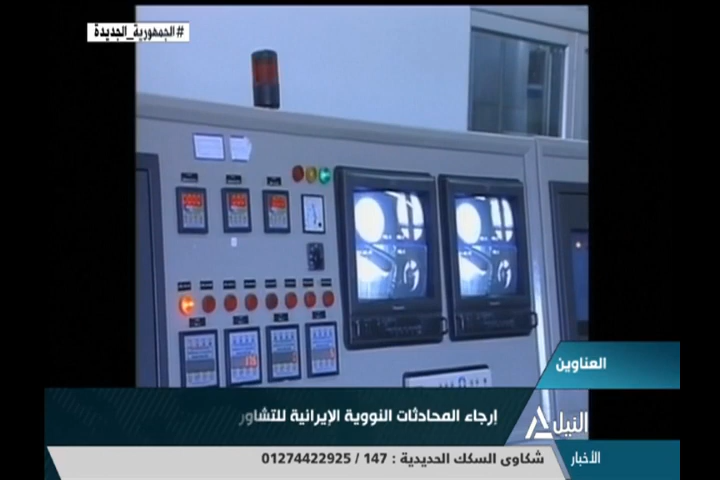 #الجمهورية_الجديدة
العناوين
إرجاء المحادثات النووية الإيرانية للتشاور
النيل
الأخبار
شكاوى السكك الحديدية : 147 / 01274422925